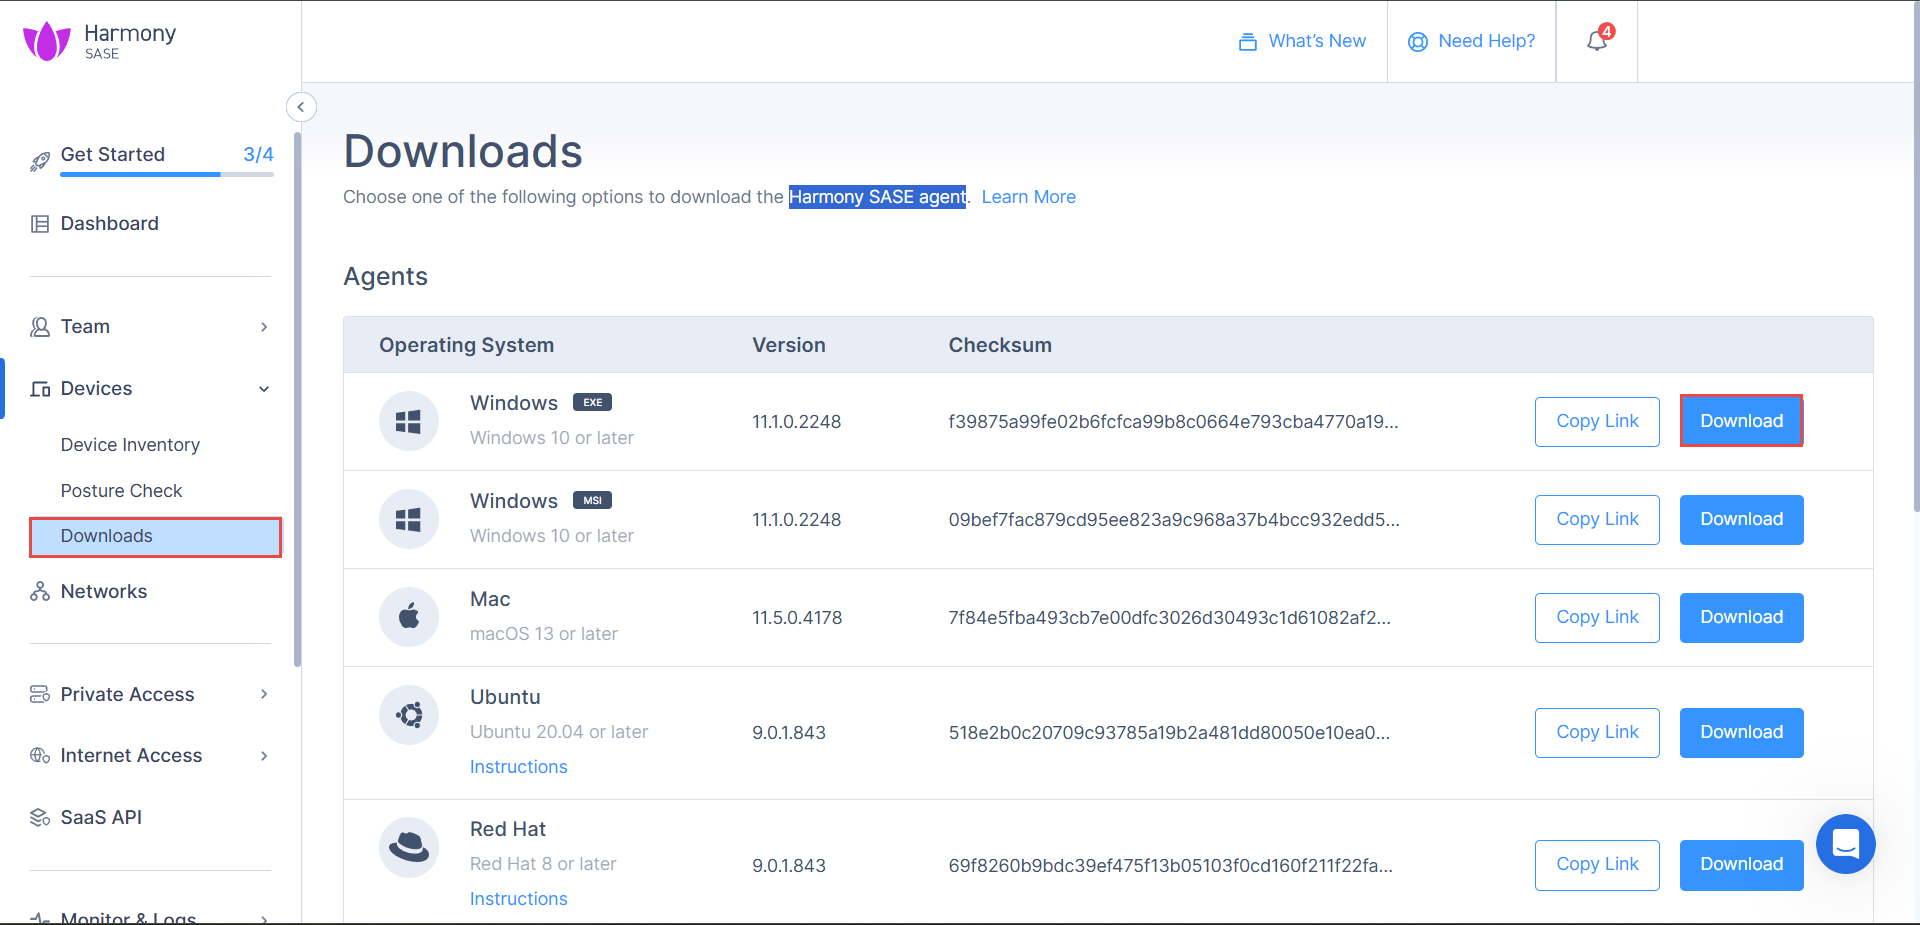 Harmony
SASE
What's New
Need Help?
4
Get Started 3/4
Dashboard
Team
Devices
Device Inventory
Posture Check
Downloads
Networks
Private Access
Internet Access
SaaS API
Monitor & Logs
Downloads
Choose one of the following options to download the Harmony SASE agent. Learn More
Agents
Operating System Version Checksum
Windows EXE
Windows 10 or later
11.1.0.2248
f39875a99fe02b6fcfca99b8c0664e793cba4770a19...
Copy Link
Download
Windows MSI
Windows 10 or later
11.1.0.2248
09bef7fac879cd95ee823a9c968a37b4bcc932edd5...
Copy Link
Download
Mac
macOS 13 or later
11.5.0.4178
7f84e5fba493cb7e00dfc3026d30493c1d61082af2...
Copy Link
Download
Ubuntu
Ubuntu 20.04 or later
Instructions
9.0.1.843
518e2b0c20709c93785a19b2a481dd80050e10ea0...
Copy Link
Download
Red Hat
Red Hat 8 or later
Instructions
9.0.1.843
69f8260b9bdc39ef475f13b05103f0cd160f211f22fa...
Copy Link
Download